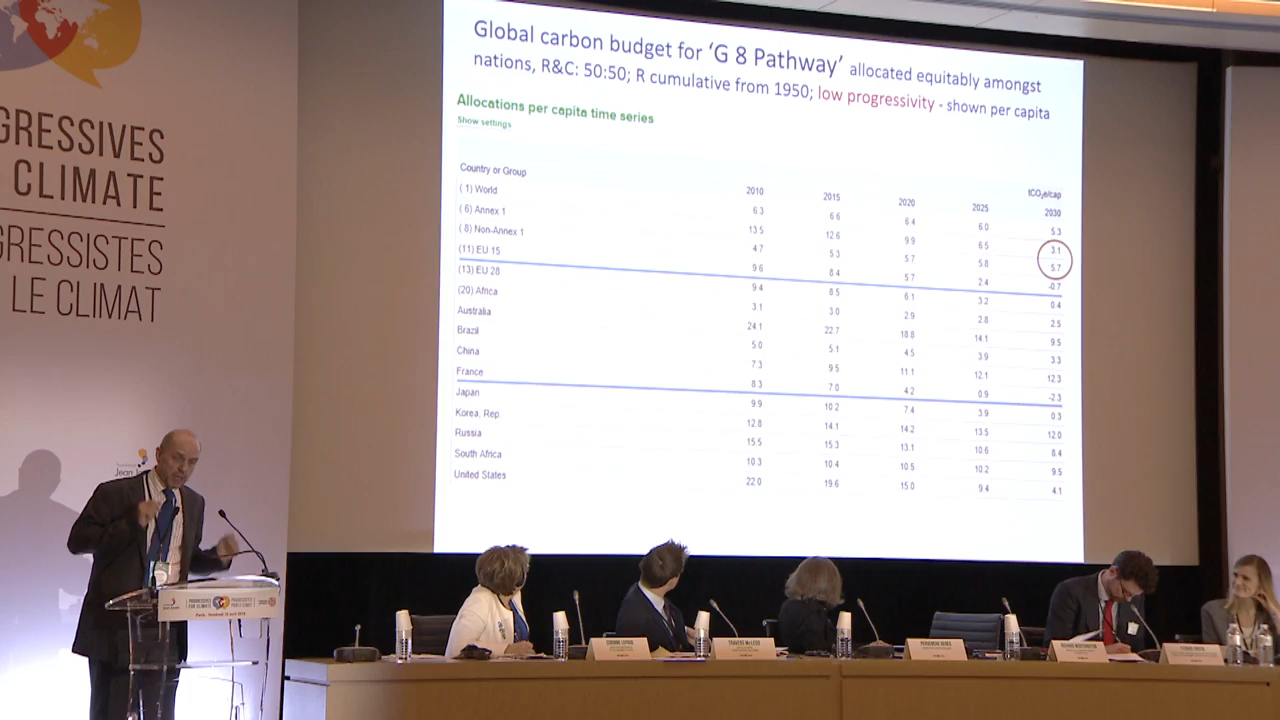 GRESSIVES
CLIMATE
GRESSISTES
LE CLIMAT
Global carbon budget for ‘G 8 Pathway’ allocated equitably amongst
nations, R&C: 50:50; R cumulative from 1950; low progressivity - shown per capita
Allocations per capita time series
Show settings
tCO₂e/cap
Country or Group 2010 2015 2020 2025 2030
( 1) World 6.3 6.6 6.4 6.0 5.3
( 6) Annex 1 13.5 12.6 9.9 6.5 3.1
( 8) Non-Annex 1 4.7 5.3 5.7 5.8 5.7
(11) EU 15 9.6 8.4 5.7 2.4 -0.7
(13) EU 28 9.4 8.5 6.1 3.2 0.4
(20) Africa 3.1 3.0 2.9 2.8 2.5
Australia 24.1 22.7 18.8 14.1 9.5
Brazil 5.0 5.1 4.5 3.9 3.3
China 7.3 9.5 11.1 12.1 12.3
France 8.3 7.0 4.2 0.9 -2.3
Japan 9.9 10.2 7.4 3.9 0.3
Korea, Rep 12.8 14.1 14.2 13.5 12.0
Russia 15.5 15.3 13.1 10.6 8.4
South Africa 10.3 10.4 10.5 10.2 9.5
United States 22.0 19.6 15.0 9.4 4.1
Jean
PROGRESSIVES
FOR CLIMATE
TRAVERS McLEOD